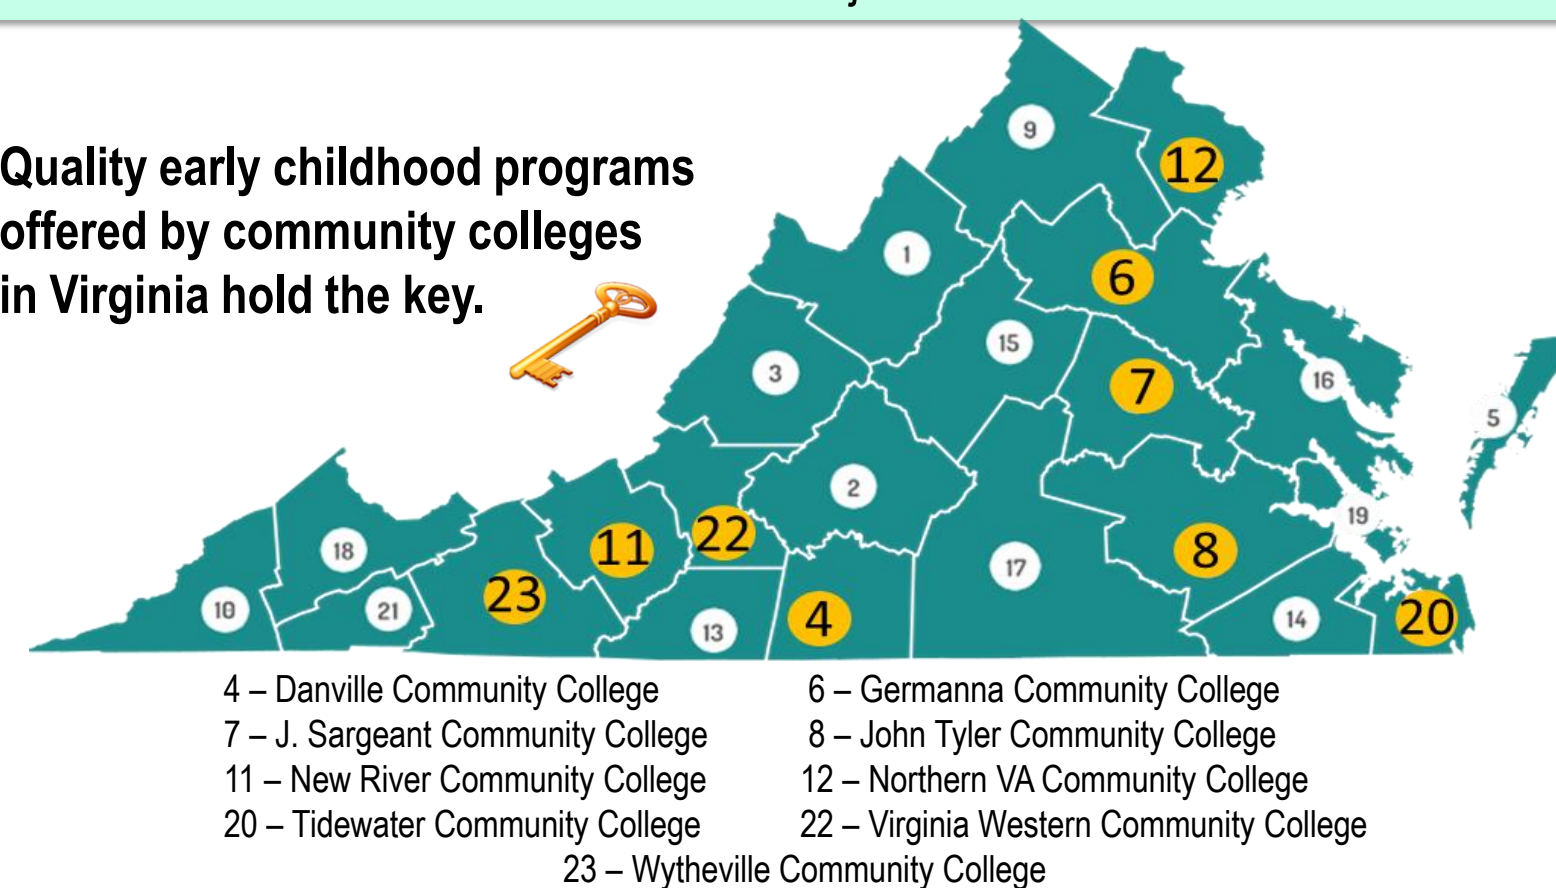 Quality early childhood programs
offered by community colleges
in Virginia hold the key.
9
12
1
6
15
3
7
16
5
2
19
22
11
18
8
17
23
10
21
13
4
14
20
4 – Danville Community College
6 – Germanna Community College
7 – J. Sargeant Community College
8 – John Tyler Community College
11 – New River Community College
12 – Northern VA Community College
20 – Tidewater Community College
22 – Virginia Western Community College
23 – Wytheville Community College